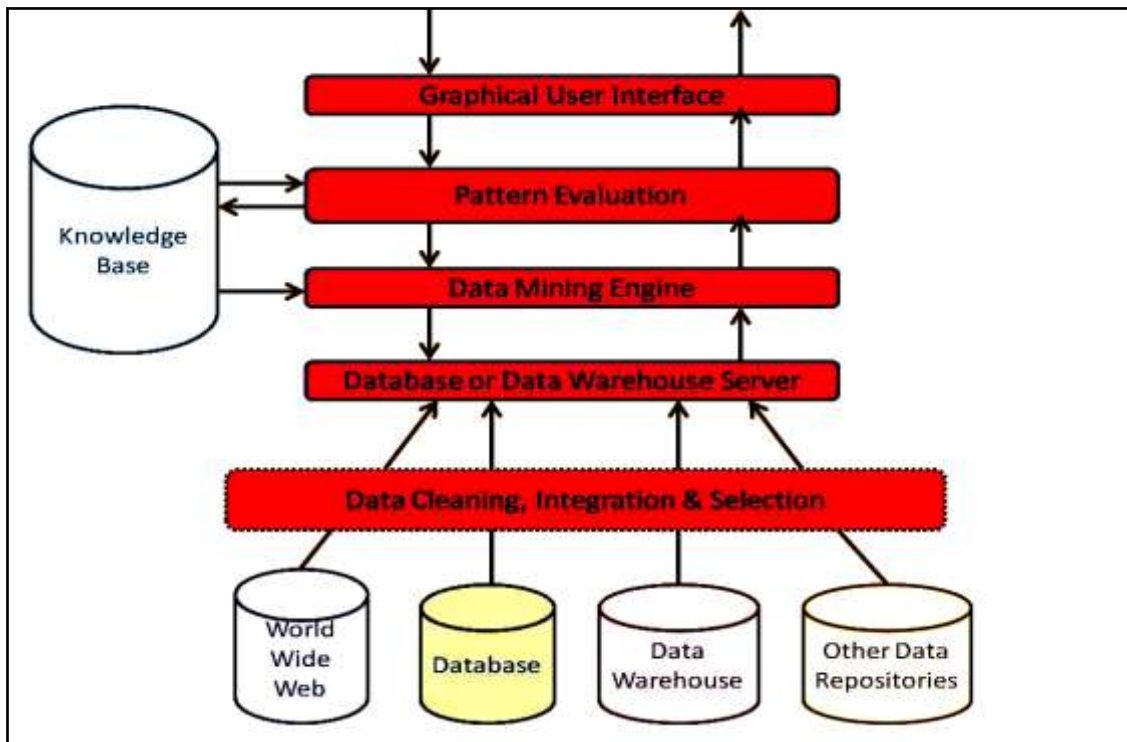 Graphical User Interface
Pattern Evaluation
Knowledge
Base
Data Mining Engine
Database or Data Warehouse Server
Data Cleaning, Integration & Selection
World
Wide
Web
Database
Data
Warehouse
Other Data
Repositories